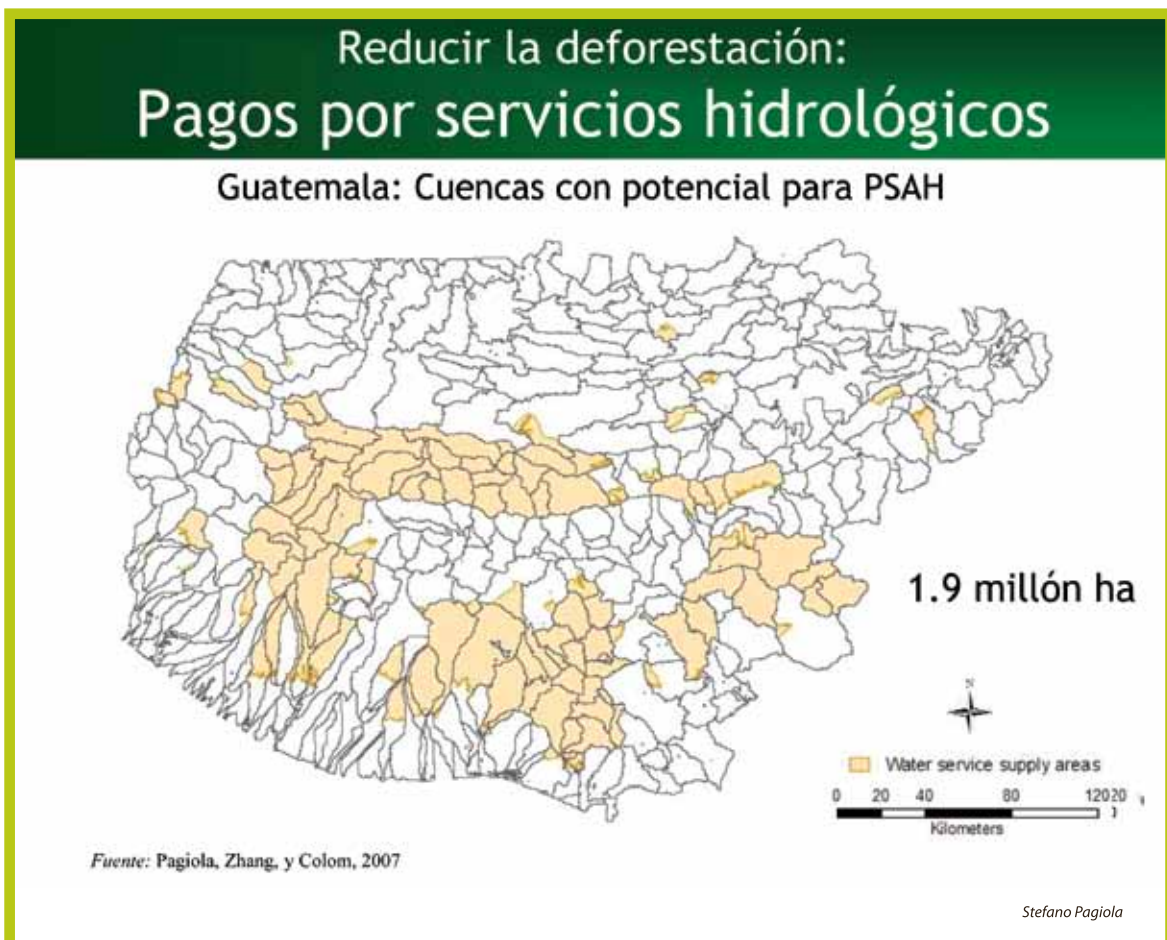 Reducir la deforestación:
Pagos por servicios hidrológicos
Guatemala: Cuencas con potencial para PSAH
1.9 millón ha
N
Water service supply areas
0 20 40 80 120
Kilometers
Fuente: Pagiola, Zhang, y Colom, 2007
Stefano Pagiola